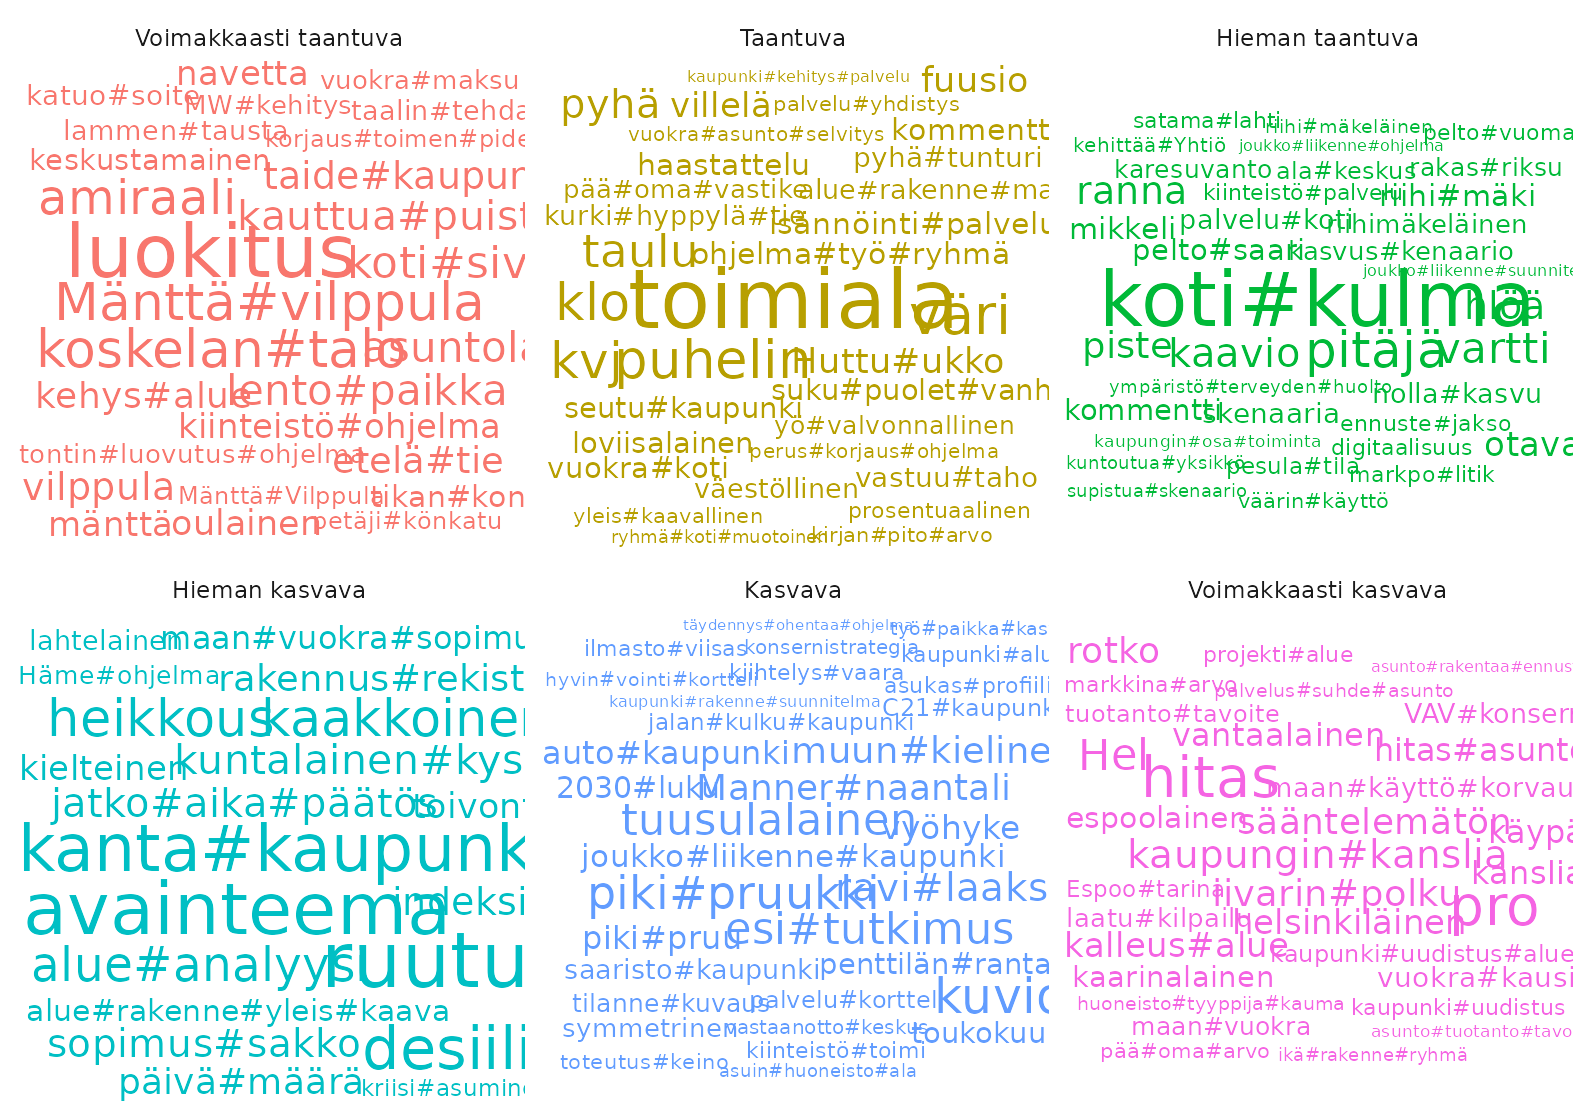 Voimakkaasti taantuva
navetta
vuokra#maksu
katuo#soite
MW#kehitys
taalin#tehda
lammen#tausta
korjaus#toimen#pide
keskustamainen
taide#kaupun
amiraali
kauttua#puist
luokitus
koti#siv
Mänttä#vilppula
koskelan#talo
asuntola
kehys#alue
lento#paikka
kiinteistö#ohjelma
tontin#luovutus#ohjelma
etelä#tie
vilppula
Mänttä#Vilppula
tikan#kon
mänttä
oulainen
petäji#könkatu
Taantuva
kaupunki#kehitys#palvelu
fuusio
pyhä
villelä
palvelu#yhdistys
vuokra#asunto#selvitys
kommentt
haastattelu
pyhä#tunturi
pää#oma#vastike
alue#rakenne#ma
kurki#hyppylä#tie
isännöinti#palvelu
taulu
ohjelma#työ#ryhmä
klo
toimiala
väri
kvj
puhelin
Huttu#ukko
suku#puolet#vanh
seutu#kaupunki
yö#valvonnallinen
loviisalainen
perus#korjaus#ohjelma
vuokra#koti
vastuu#taho
väestöllinen
prosentuaalinen
yleis#kaavallinen
ryhmä#koti#muotoinen
kirjan#pito#arvo
Hieman taantuva
satama#lahti
riihi#mäkeläinen
pelto#vuoma
kehittää#Yhtiö
joukko#liikenne#ohjelma
karesuvanto
ala#keskus
rakas#riksu
ranna
kiinteistö#palvelu
riihi#mäki
mikkeli
palvelu#koti
riihimäkeläinen
pelto#saari
kasvus#kenaario
joukko#liikenne#suunnite
koti#kulma
hlöä
piste
kaavio
pitäjä
vartti
ympäristö#terveyden#huolto
nolla#kasvu
kommentti
skenaaria
ennuste#jakso
kaupungin#osa#toiminta
digitaalisuus
otava
kuntoutua#yksikkö
pesula#tila
markpo#litik
supistua#skenaario
väärin#käyttö
Hieman kasvava
lahtelainen
maan#vuokra#sopimu
Häme#ohjelma
rakennus#rekist
heikkous
kaakkoinen
kielteinen
kuntalainen#kys
jatko#aika#päätös
toivont
kanta#kaupunk
avainteema
indeksi
alue#analyysi
ruutu
alue#rakenne#yleis#kaava
sopimus#sakko
desiili
päivä#määrä
kriisi#asumine
Kasvava
täydennys#ohentaa#ohjelma
työ#paikka#kas
ilmasto#viisas
konsernistrategia
kaupunki#alu
kiihtelys#vaara
hyvin#vointi#kortteli
asukas#profiili
kaupunki#rakenne#suunnitelma
C21#kaupunk
jalan#kulku#kaupunki
auto#kaupunki
muun#kieline
2030#luku
Manner#naantali
tuusulalainen
vyöhyke
joukko#liikenne#kaupunki
piki#pruukki
ravi#laaks
piki#pruu
esi#tutkimus
saaristo#kaupunki
penttilän#ranta
tilanne#kuvaus
palvelu#korttel
kuvio
symmetrinen
vastaanotto#keskus
toukokuu
kiinteistö#toimi
toteutus#keino
asuin#huoneisto#ala
Voimakkaasti kasvava
rotko
projekti#alue
asunto#rakentaa#ennus
markkina#arvo
palvelus#suhde#asunto
tuotanto#tavoite
VAV#konsern
vantaalainen
Hel
hitas#asunto
hitas
maan#käyttö#korvau
espoolainen
sääntelemätön
käypä
kaupungin#kanslia
kanslia
Espoo#tarina
iivarin#polku
laatu#kilpailu
helsinkiläinen
pro
kalleus#alue
kaupunki#uudistus#alue
kaarinalainen
vuokra#kausi
huoneisto#tyyppija#kauma
kaupunki#uudistus
maan#vuokra
asunto#tuotanto#tavo
pää#oma#arvo
ikä#rakenne#ryhmä